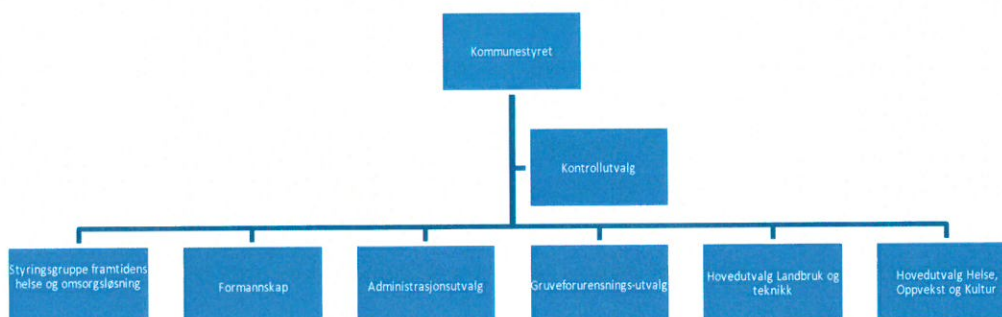 Kommunestyret
Kontrollutvalg
Styringsgruppe framtidens
helse og omsorgsløsning
Formannskap
Administrasjonsutvalg
Gruveforurensnings-utvalg
Hovedutvalg Landbruk og
teknikk
Hovedutvalg Helse,
Oppvekst og Kultur